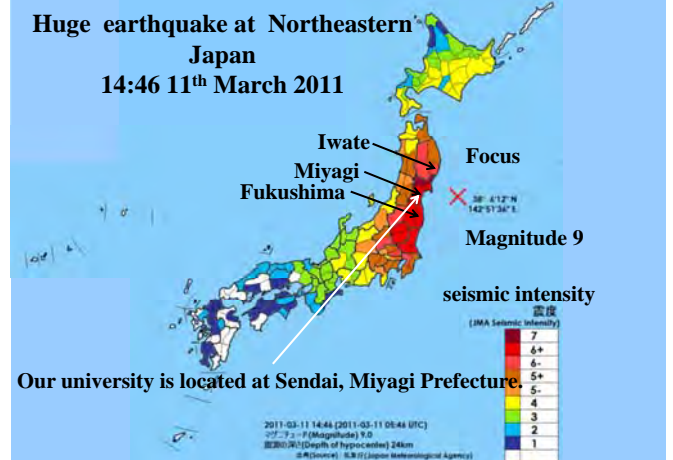 Huge earthquake at Northeastern
Japan
14:46 11th March 2011
Iwate
Focus
Miyagi
Fukushima
38° 6'12" N
142°51'36" E
Magnitude 9
seismic intensity
震度
(JMA Seismic Intensity)
7
6+
6-
5+
5-
4
3
2
1
Our university is located at Sendai, Miyagi Prefecture.
2011-03-11 14:46 (2011-03-11 05:46 UTC)
マグニチュード(Magnitude) 9.0
震源の深さ(Depth of hypocenter) 24km
出典(Source) : 気象庁(Japan Meteorological Agency)